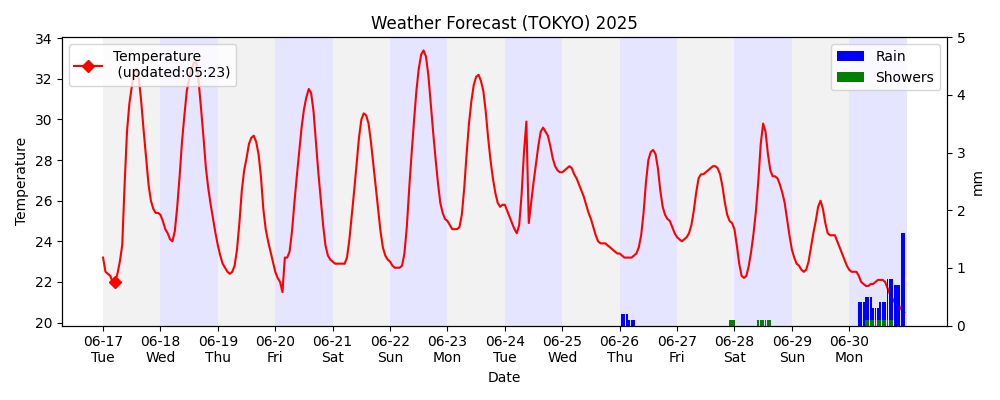 Weather Forecast (TOKYO) 2025
Temperature
(updated:05:23)
Rain
Showers
34
32
30
28
26
24
22
20
Temperature
5
4
3
2
1
0
mm
06-17 06-18 06-19 06-20 06-21 06-22 06-23 06-24 06-25 06-26 06-27 06-28 06-29 06-30
Tue Wed Thu Fri Sat Sun Mon Tue Wed Thu Fri Sat Sun Mon
Date